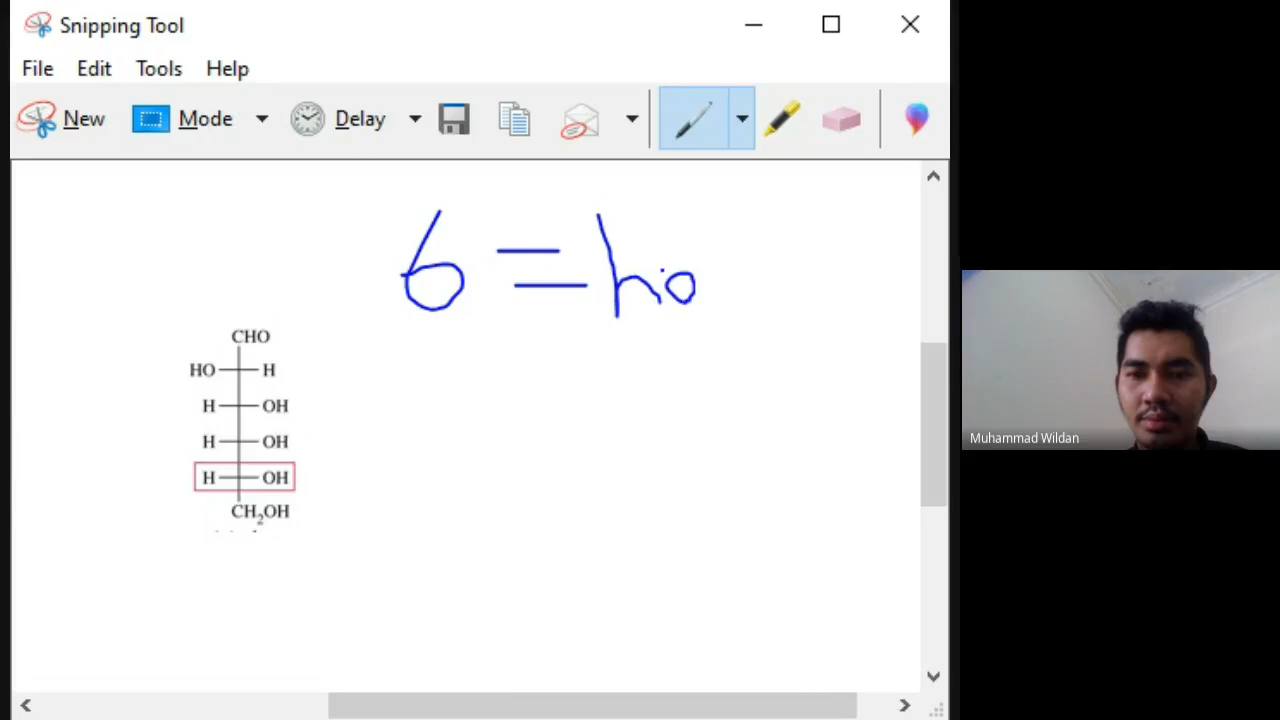 Snipping Tool
File Edit Tools Help
New Mode Delay
6 = ho
CHO
HO H
H OH
H OH
H OH
CH₂OH
Muhammad Wildan